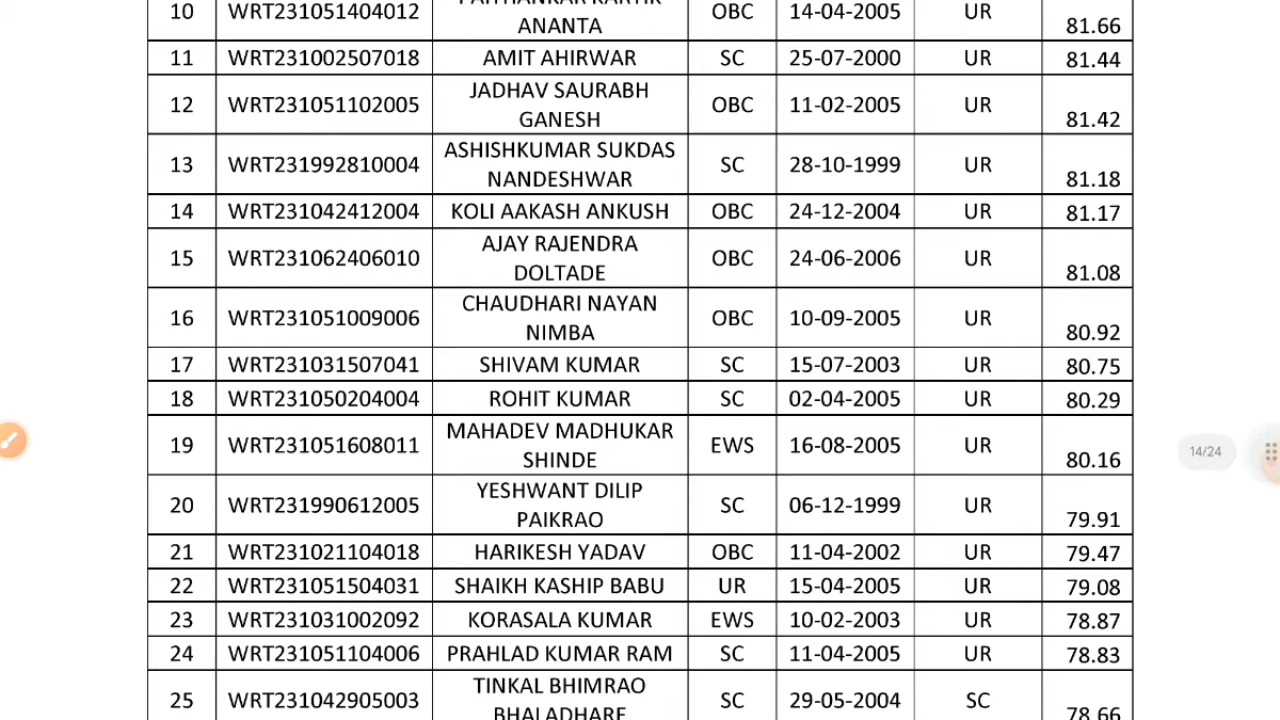 10 WRT231051404012 OBC 14-04-2005 UR 81.66
ANANTA
11 WRT231002507018 AMIT AHIRWAR SC 25-07-2000 UR 81.44
12 WRT231051102005 JADHAV SAURABH OBC 11-02-2005 UR 81.42
GANESH
13 WRT231992810004 ASHISHKUMAR SUKDAS SC 28-10-1999 UR 81.18
NANDESHWAR
14 WRT231042412004 KOLI AAKASH ANKUSH OBC 24-12-2004 UR 81.17
15 WRT231062406010 AJAY RAJENDRA OBC 24-06-2006 UR 81.08
DOLTADE
16 WRT231051009006 CHAUDHARI NAYAN OBC 10-09-2005 UR 80.92
NIMBA
17 WRT231031507041 SHIVAM KUMAR SC 15-07-2003 UR 80.75
18 WRT231050204004 ROHIT KUMAR SC 02-04-2005 UR 80.29
19 WRT231051608011 MAHADEV MADHUKAR EWS 16-08-2005 UR 80.16
SHINDE
14/24
20 WRT231990612005 YESHWANT DILIP SC 06-12-1999 UR 79.91
PAIKRAO
21 WRT231021104018 HARIKESH YADAV OBC 11-04-2002 UR 79.47
22 WRT231051504031 SHAIKH KASHIP BABU UR 15-04-2005 UR 79.08
23 WRT231031002092 KORASALA KUMAR EWS 10-02-2003 UR 78.87
24 WRT231051104006 PRAHLAD KUMAR RAM SC 11-04-2005 UR 78.83
25 WRT231042905003 TINKAL BHIMRAO SC 29-05-2004 SC 78.66
BHALADHARE